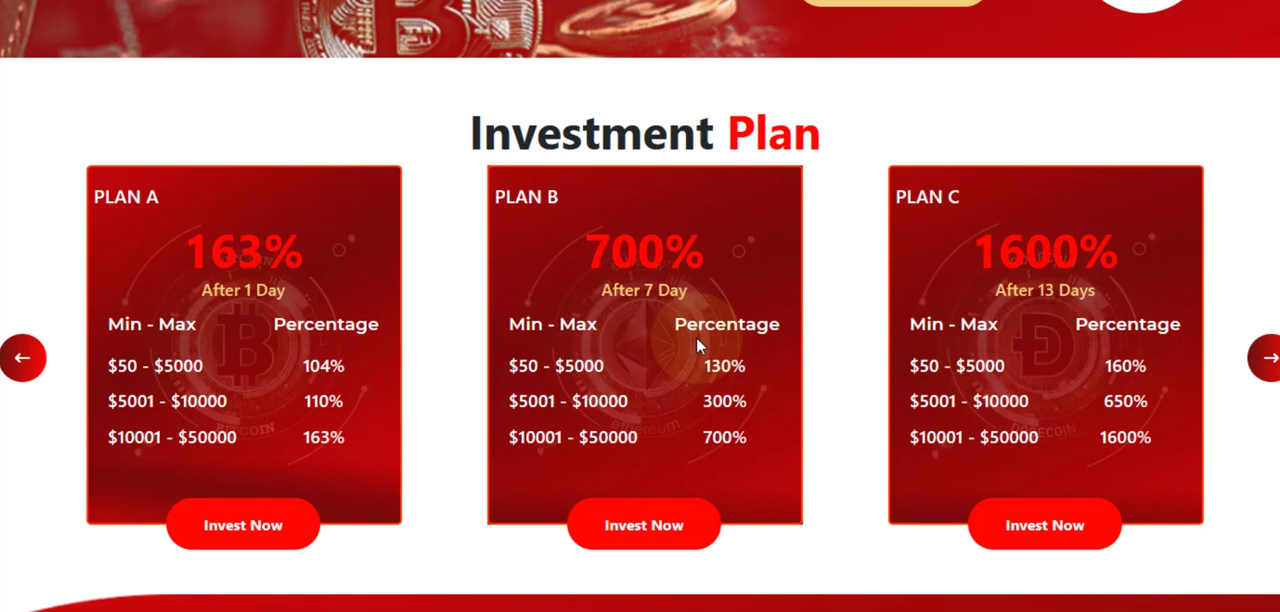 Investment Plan
PLAN A
163%
After 1 Day
Min - Max Percentage
$50 - $5000 104%
$5001 - $10000 110%
$10001 - $50000 163%
Invest Now
PLAN B
700%
After 7 Day
Min - Max Percentage
$50 - $5000 130%
$5001 - $10000 300%
$10001 - $50000 700%
Invest Now
PLAN C
1600%
After 13 Days
Min - Max Percentage
$50 - $5000 160%
$5001 - $10000 650%
$10001 - $50000 1600%
Invest Now